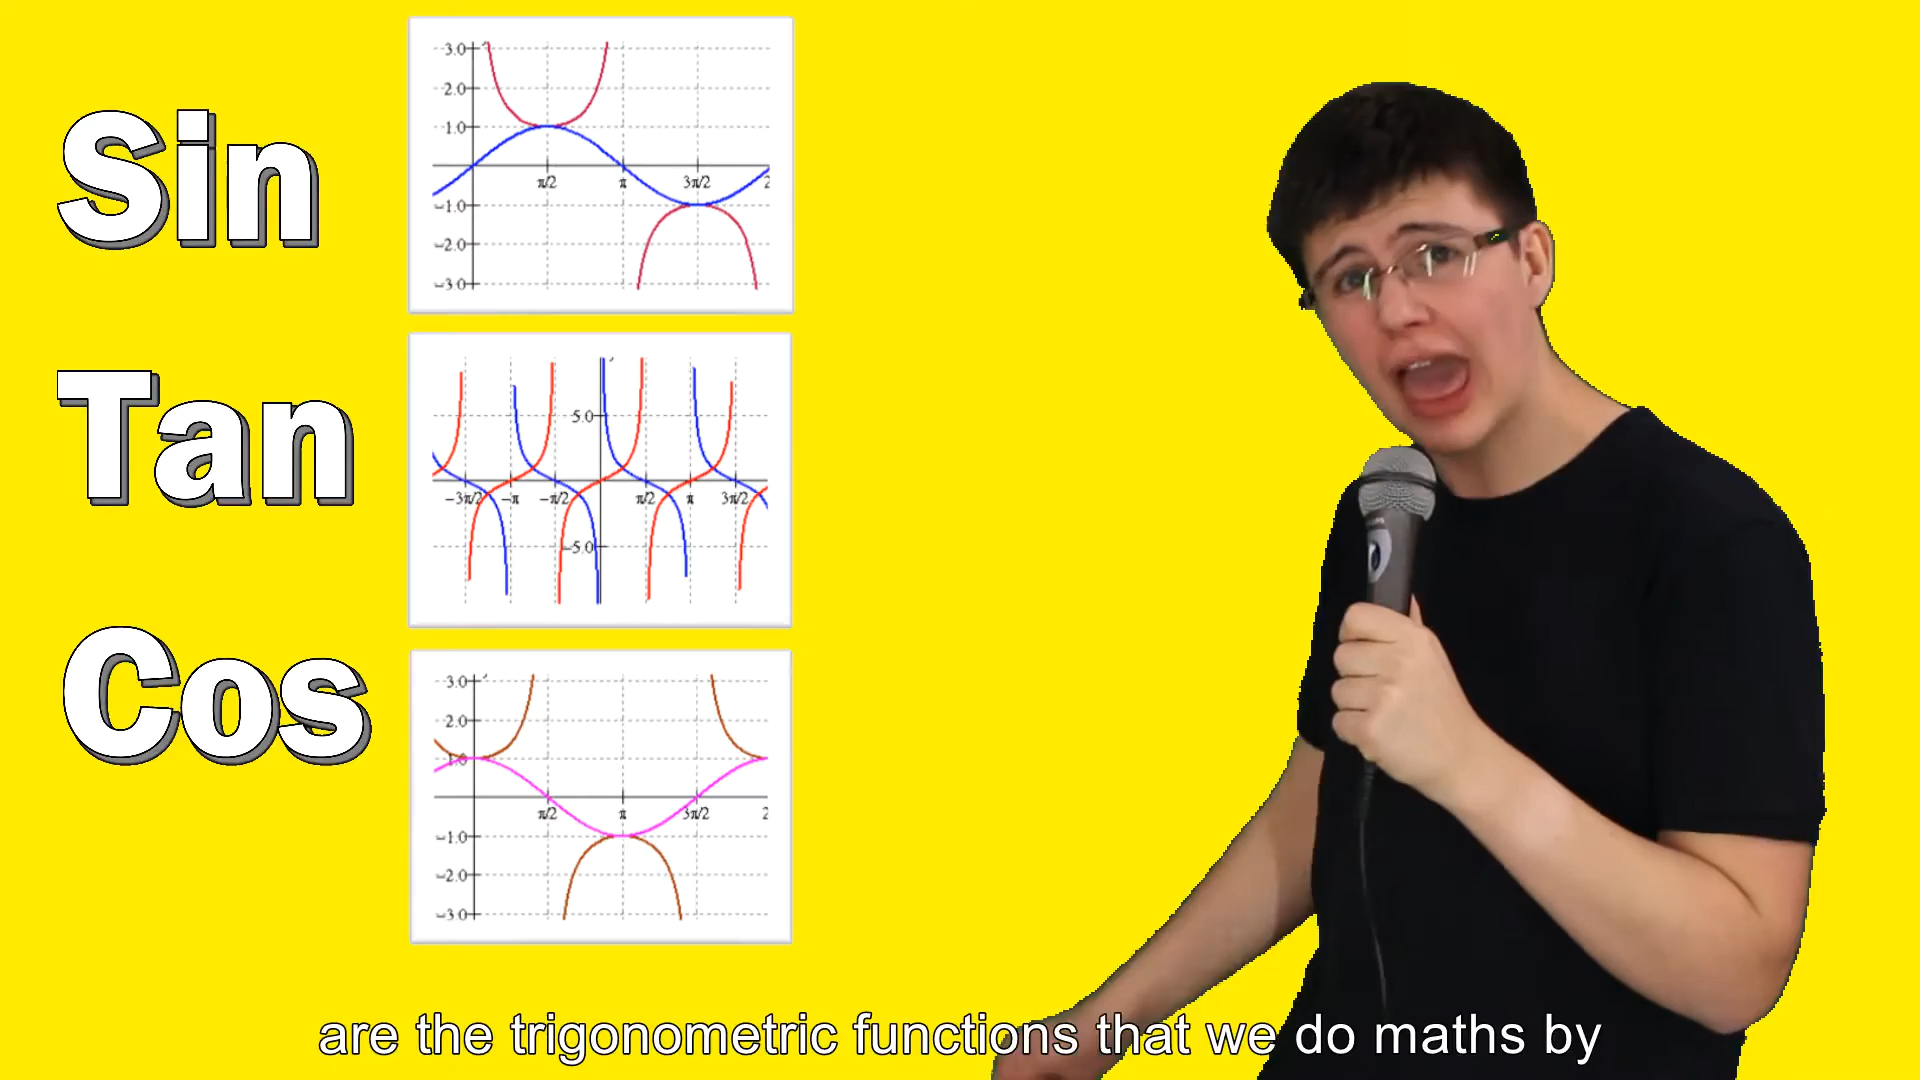 Sin
3.0
2.0
1.0
π/2 π 3π/2 2
-1.0
-2.0
-3.0
Tan
5.0
-3π/2 -π -π/2 π/2 π 3π/2
-5.0
Cos
3.0
2.0
1.0
π/2 π 3π/2 2
-1.0
-2.0
-3.0
are the trigonometric functions that we do maths by